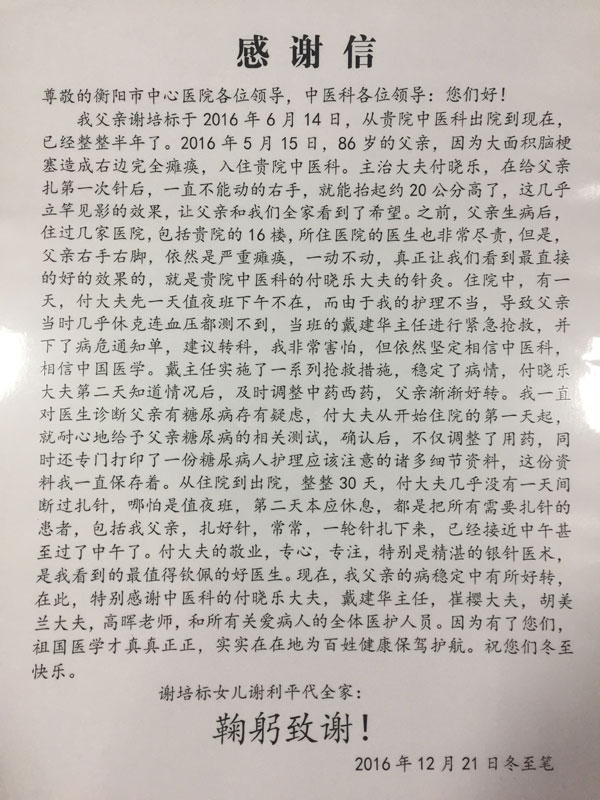 感谢信
尊敬的衡阳市中心医院各位领导，中医科各位领导：您们好！
我父亲谢培标于 2016 年 6 月 14 日，从贵院中医科出院到现在，
已经整整半年了。2016 年 5 月 15 日，86 岁的父亲，因为大面积脑梗
塞造成右边完全瘫痪，入住贵院中医科。主治大夫付晓乐，在给父亲
扎第一次针后，一直不能动的右手，就能抬起约 20 公分高了，这几乎
立竿见影的效果，让父亲和我们全家看到了希望。之前，父亲生病后，
住过几家医院，包括贵院的 16 楼，所住医院的医生也非常尽责，但是，
父亲右手右脚，依然是严重瘫痪，一动不动，真正让我们看到最直接
的好的效果的，就是贵院中医科的付晓乐大夫的针灸。住院中，有一
天，付大夫先一天值夜班下午不在，而由于我的护理不当，导致父亲
当时几乎休克连血压都测不到，当班的戴建华主任进行紧急抢救，并
下了病危通知单，建议转科，我非常害怕，但依然坚定相信中医科，
相信中国医学。戴主任实施了一系列抢救措施，稳定了病情，付晓乐
大夫第二天知道情况后，及时调整中药西药，父亲渐渐好转。我一直
对医生诊断父亲有糖尿病存有疑虑，付大夫从开始住院的第一天起，
就耐心地给予父亲糖尿病的相关测试，确认后，不仅调整了用药，同
时还专门打印了一份糖尿病人护理应该注意的诸多细节资料，这份资
料我一直保存着。从住院到出院，整整 30 天，付大夫几乎没有一天间
断过扎针，哪怕是值夜班，第二天本应休息，都是把所有需要扎针的
患者，包括我父亲，扎好针，常常，一轮针扎下来，已经接近中午甚
至过了中午了。付大夫的敬业，专心，专注，特别是精湛的银针医术，
是我看到的最值得钦佩的好医生。现在，我父亲的病稳定中有所好转，
在此，特别感谢中医科的付晓乐大夫，戴建华主任，崔樱大夫，胡美
兰大夫，高晖老师，和所有关爱病人的全体医护人员。因为有了您们，
祖国医学才真真正正，实实在在地为百姓健康保驾护航。祝您们冬至
快乐。
谢培标女儿谢利平代全家：
鞠躬致谢！
2016 年 12 月 21 日冬至笔